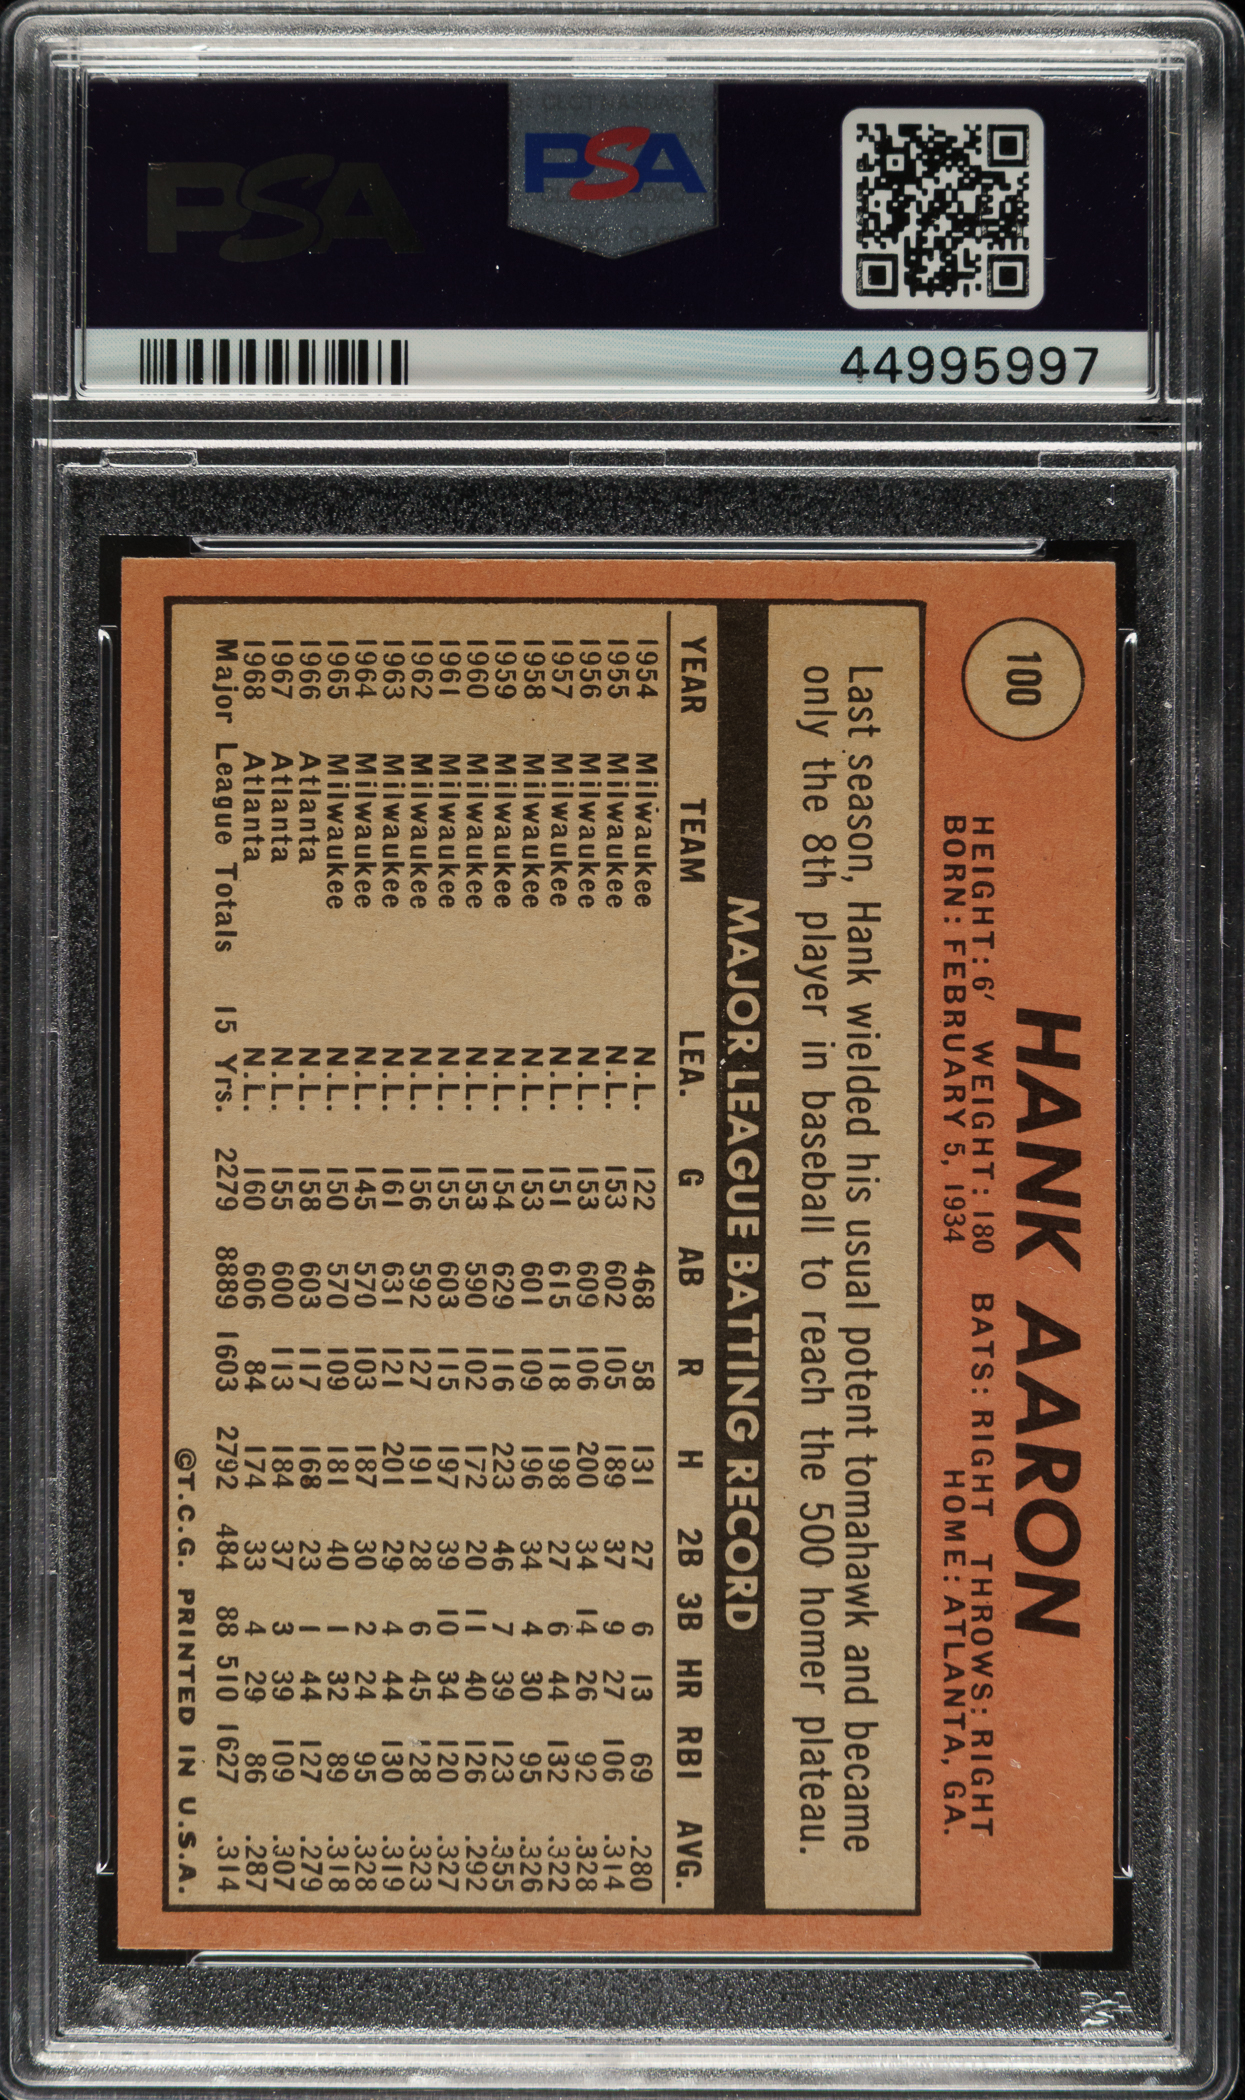 PSA
CLCT NASDAQ
PSA
44995997
100
HANK AARON
HEIGHT: 6' WEIGHT: 180 BATS: RIGHT THROWS: RIGHT
BORN: FEBRUARY 5, 1934 HOME: ATLANTA, GA.
Last season, Hank wielded his usual potent tomahawk and became
only the 8th player in baseball to reach the 500 homer plateau.
MAJOR LEAGUE BATTING RECORD
YEAR TEAM LEA. G AB R H 2B 3B HR RBI AVG.
1954 Milwaukee N.L. 122 468 58 131 27 6 13 69 .280
1955 Milwaukee N.L. 153 602 105 189 37 9 27 106 .314
1956 Milwaukee N.L. 153 609 106 200 34 14 26 92 .328
1957 Milwaukee N.L. 151 615 118 198 27 6 44 132 .322
1958 Milwaukee N.L. 153 601 109 196 34 4 30 95 .326
1959 Milwaukee N.L. 154 629 116 223 46 7 39 123 .355
1960 Milwaukee N.L. 153 590 102 172 20 11 40 126 .292
1961 Milwaukee N.L. 155 603 115 197 39 10 34 120 .327
1962 Milwaukee N.L. 156 592 127 191 28 6 45 128 .323
1963 Milwaukee N.L. 161 631 121 201 29 4 44 130 .319
1964 Milwaukee N.L. 145 570 103 187 30 2 24 95 .328
1965 Milwaukee N.L. 150 570 109 181 40 1 32 89 .318
1966 Atlanta N.L. 158 603 117 168 23 1 44 127 .279
1967 Atlanta N.L. 155 600 113 184 37 3 39 109 .307
1968 Atlanta N.L. 160 606 84 174 33 4 29 86 .287
Major League Totals 15 Yrs. 2279 8889 1603 2792 484 88 510 1627 .314
©T.C.G. PRINTED IN U.S.A.